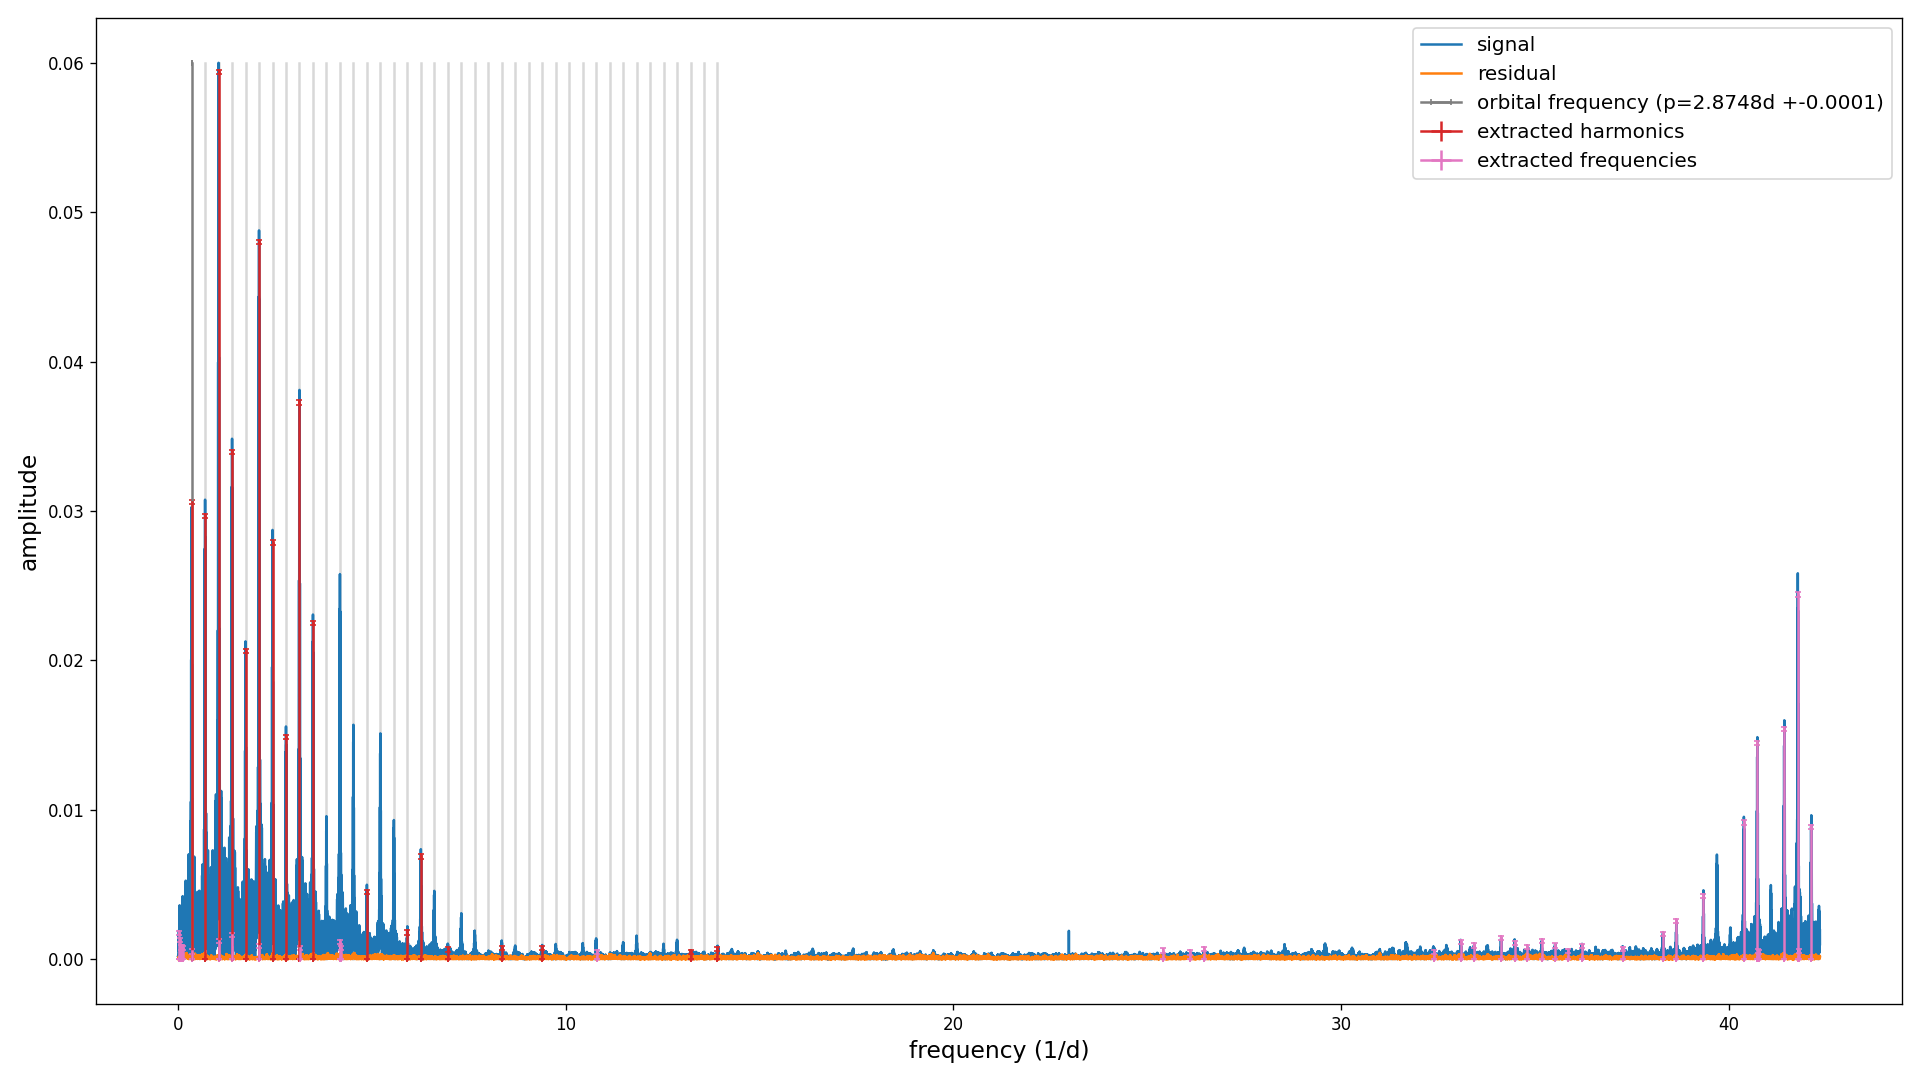 signal
residual
orbital frequency (p=2.8748d +-0.0001)
extracted harmonics
extracted frequencies
amplitude
0.06
0.05
0.04
0.03
0.02
0.01
0.00
0 10 20 30 40
frequency (1/d)